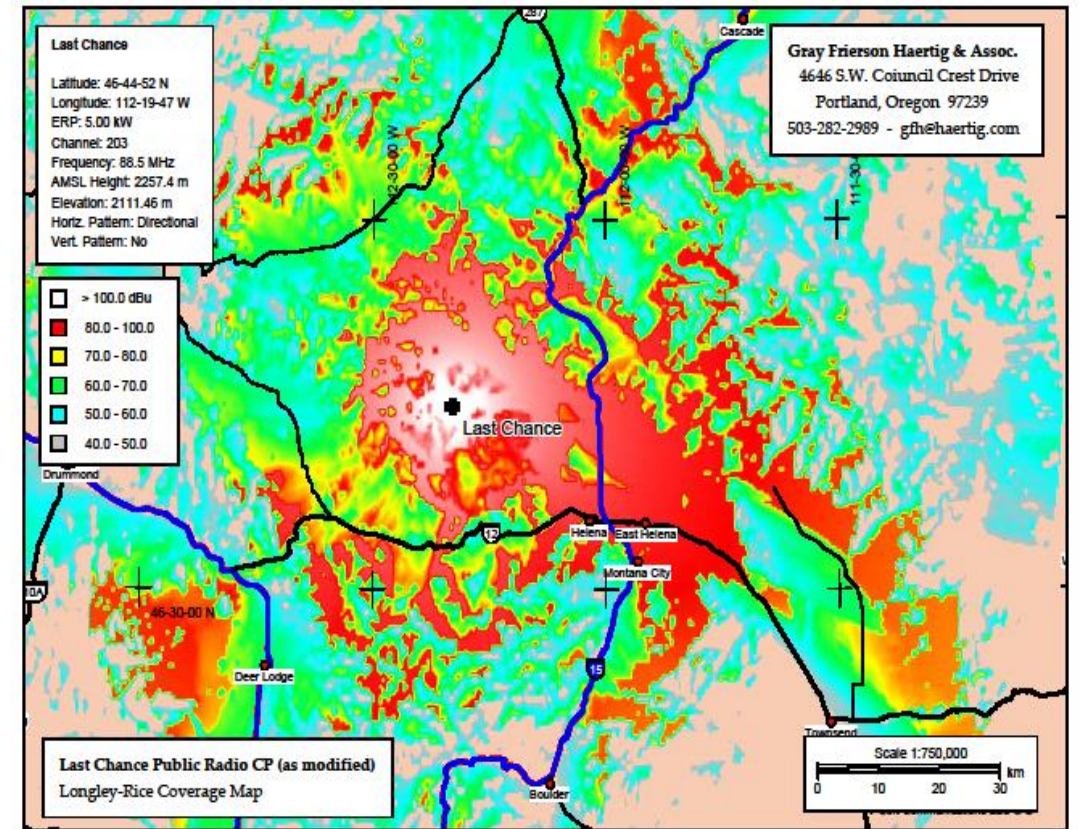 Last Chance
Latitude: 46-44-52 N
Longitude: 112-19-47 W
ERP: 5.00 kW
Channel: 203
Frequency: 88.5 MHz
AMSL Height: 2257.4 m
Elevation: 2111.46 m
Horiz. Pattern: Directional
Vert. Pattern: No
287
Cascade
Gray Frierson Haertig & Assoc.
4646 S.W. Coiuncil Crest Drive
Portland, Oregon 97239
503-282-2989 - gfh@haertig.com
> 100.0 dBu
80.0 - 100.0
70.0 - 80.0
60.0 - 70.0
50.0 - 60.0
40.0 - 50.0
Last Chance
Drummond
12
Helena
East Helena
Montana City
46-30-00 N
15
Deer Lodge
Townsend
Boulder
Last Chance Public Radio CP (as modified)
Longley-Rice Coverage Map
Scale 1:750,000
0 10 20 30 km